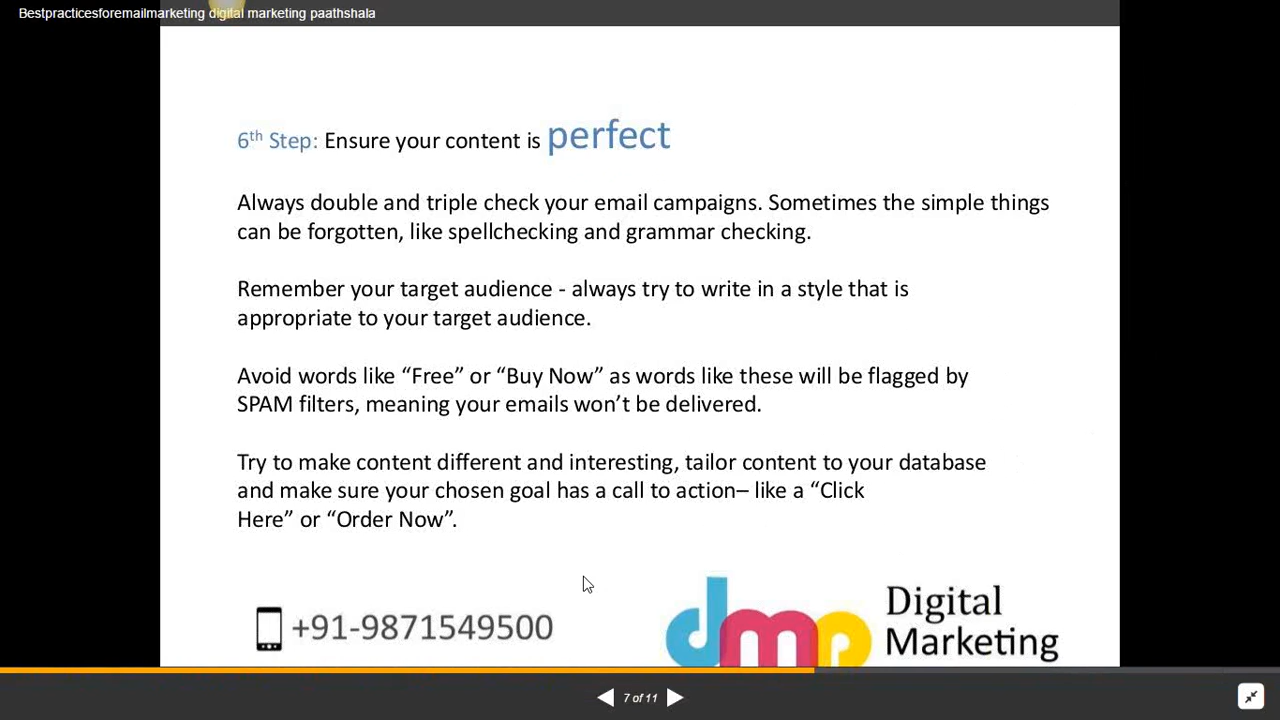 Bestpracticesforemailmarketing digital marketing paathshala
6th Step: Ensure your content is perfect
Always double and triple check your email campaigns. Sometimes the simple things
can be forgotten, like spellchecking and grammar checking.
Remember your target audience - always try to write in a style that is
appropriate to your target audience.
Avoid words like “Free” or “Buy Now” as words like these will be flagged by
SPAM filters, meaning your emails won’t be delivered.
Try to make content different and interesting, tailor content to your database
and make sure your chosen goal has a call to action– like a “Click
Here” or “Order Now”.
+91-9871549500
dmp
Digital
Marketing
7 of 11